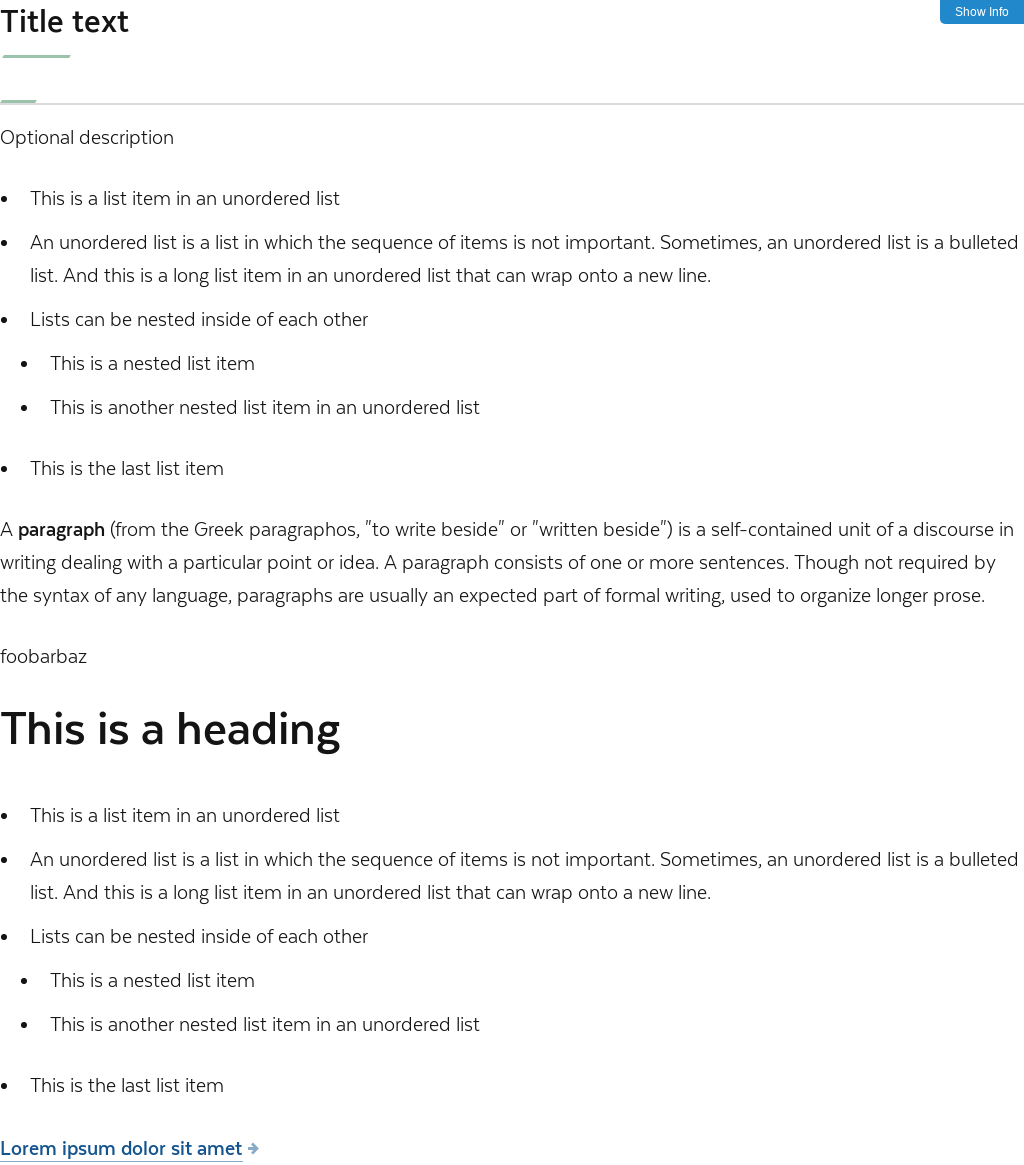 Title text
Show Info
Optional description
This is a list item in an unordered list
An unordered list is a list in which the sequence of items is not important. Sometimes, an unordered list is a bulleted
list. And this is a long list item in an unordered list that can wrap onto a new line.
Lists can be nested inside of each other
This is a nested list item
This is another nested list item in an unordered list
This is the last list item
A paragraph (from the Greek paragraphos, "to write beside" or "written beside") is a self-contained unit of a discourse in
writing dealing with a particular point or idea. A paragraph consists of one or more sentences. Though not required by
the syntax of any language, paragraphs are usually an expected part of formal writing, used to organize longer prose.
foobarbaz
This is a heading
This is a list item in an unordered list
An unordered list is a list in which the sequence of items is not important. Sometimes, an unordered list is a bulleted
list. And this is a long list item in an unordered list that can wrap onto a new line.
Lists can be nested inside of each other
This is a nested list item
This is another nested list item in an unordered list
This is the last list item
Lorem ipsum dolor sit amet